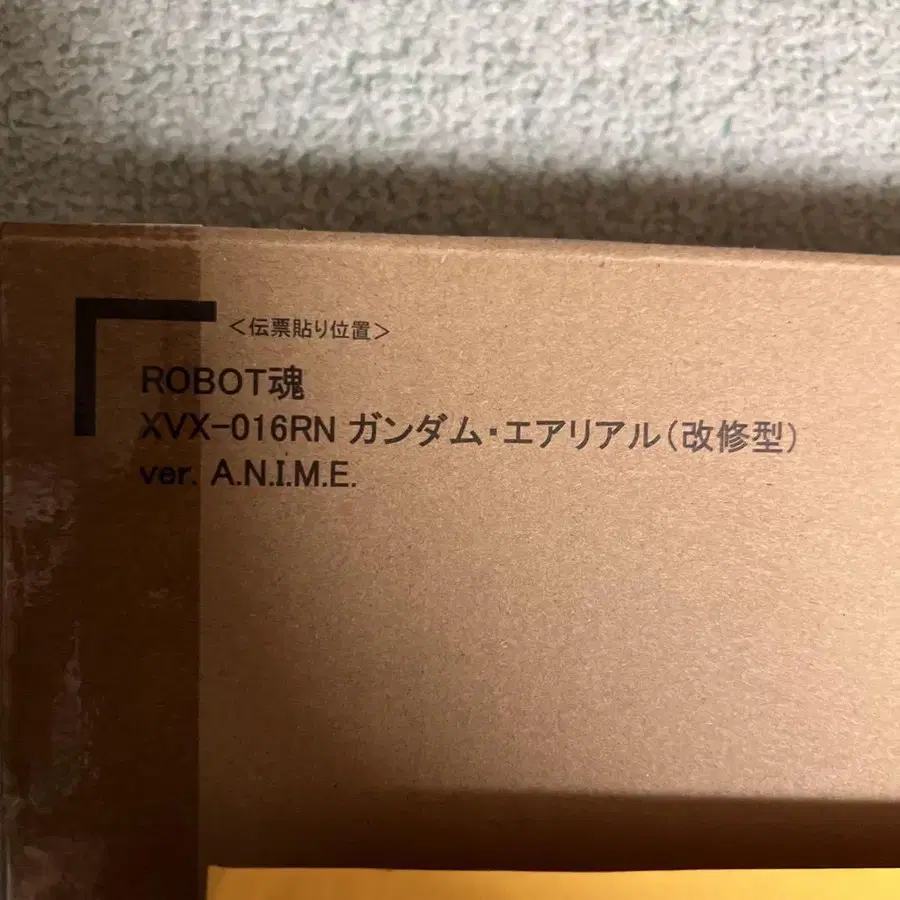 <伝票貼り位置>
ROBOT魂
XVX-016RN ガンダム・エアリアル(改修型)
ver. A.N.I.M.E.